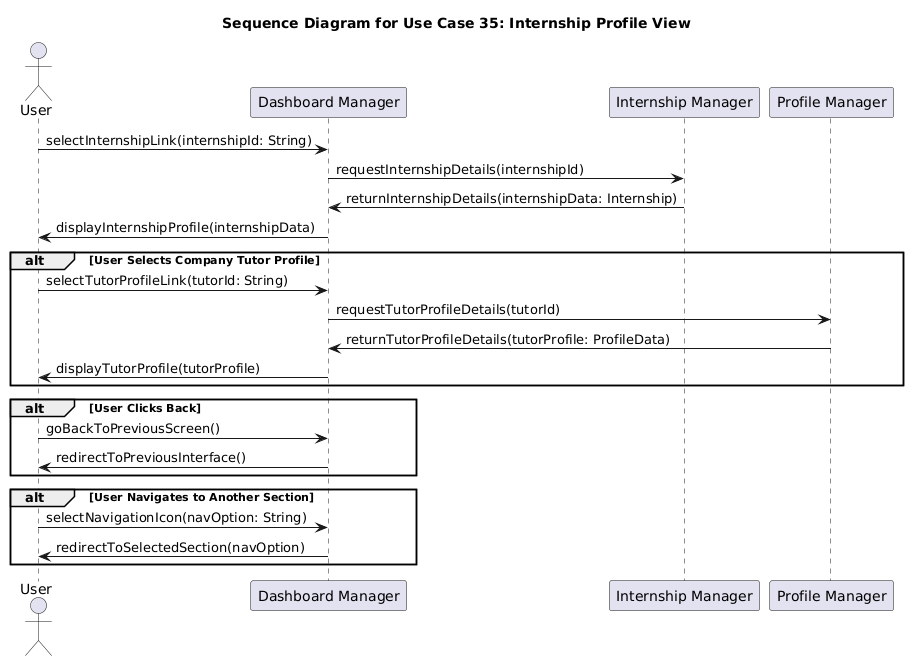 Sequence Diagram for Use Case 35: Internship Profile View
User
Dashboard Manager
Internship Manager
Profile Manager
selectInternshipLink(internshipId: String)
requestInternshipDetails(internshipId)
returnInternshipDetails(internshipData: Internship)
displayInternshipProfile(internshipData)
alt [User Selects Company Tutor Profile]
selectTutorProfileLink(tutorId: String)
requestTutorProfileDetails(tutorId)
returnTutorProfileDetails(tutorProfile: ProfileData)
displayTutorProfile(tutorProfile)
alt [User Clicks Back]
goBackToPreviousScreen()
redirectToPreviousInterface()
alt [User Navigates to Another Section]
selectNavigationIcon(navOption: String)
redirectToSelectedSection(navOption)
User
Dashboard Manager
Internship Manager
Profile Manager